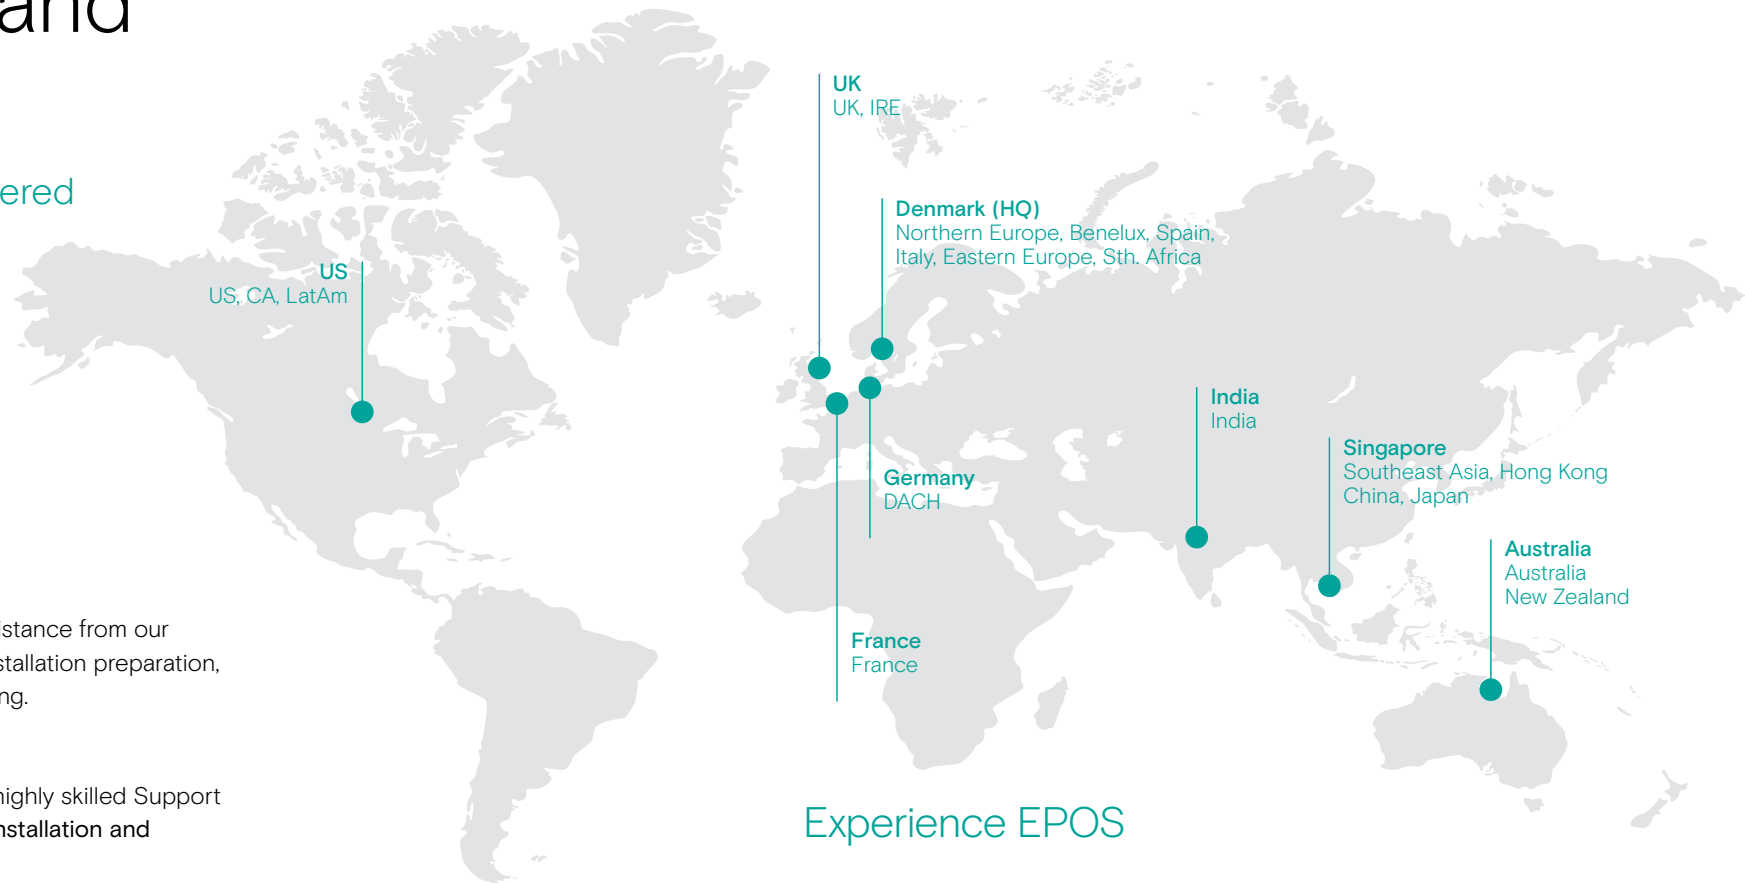 and
ered
UK
UK, IRE
Denmark (HQ)
Northern Europe, Benelux, Spain,
Italy, Eastern Europe, Sth. Africa
US
US, CA, LatAm
India
India
Singapore
Southeast Asia, Hong Kong
China, Japan
Germany
DACH
Australia
Australia
New Zealand
France
France
istance from our
stallation preparation,
ng.
highly skilled Support
nstallation and
Experience EPOS